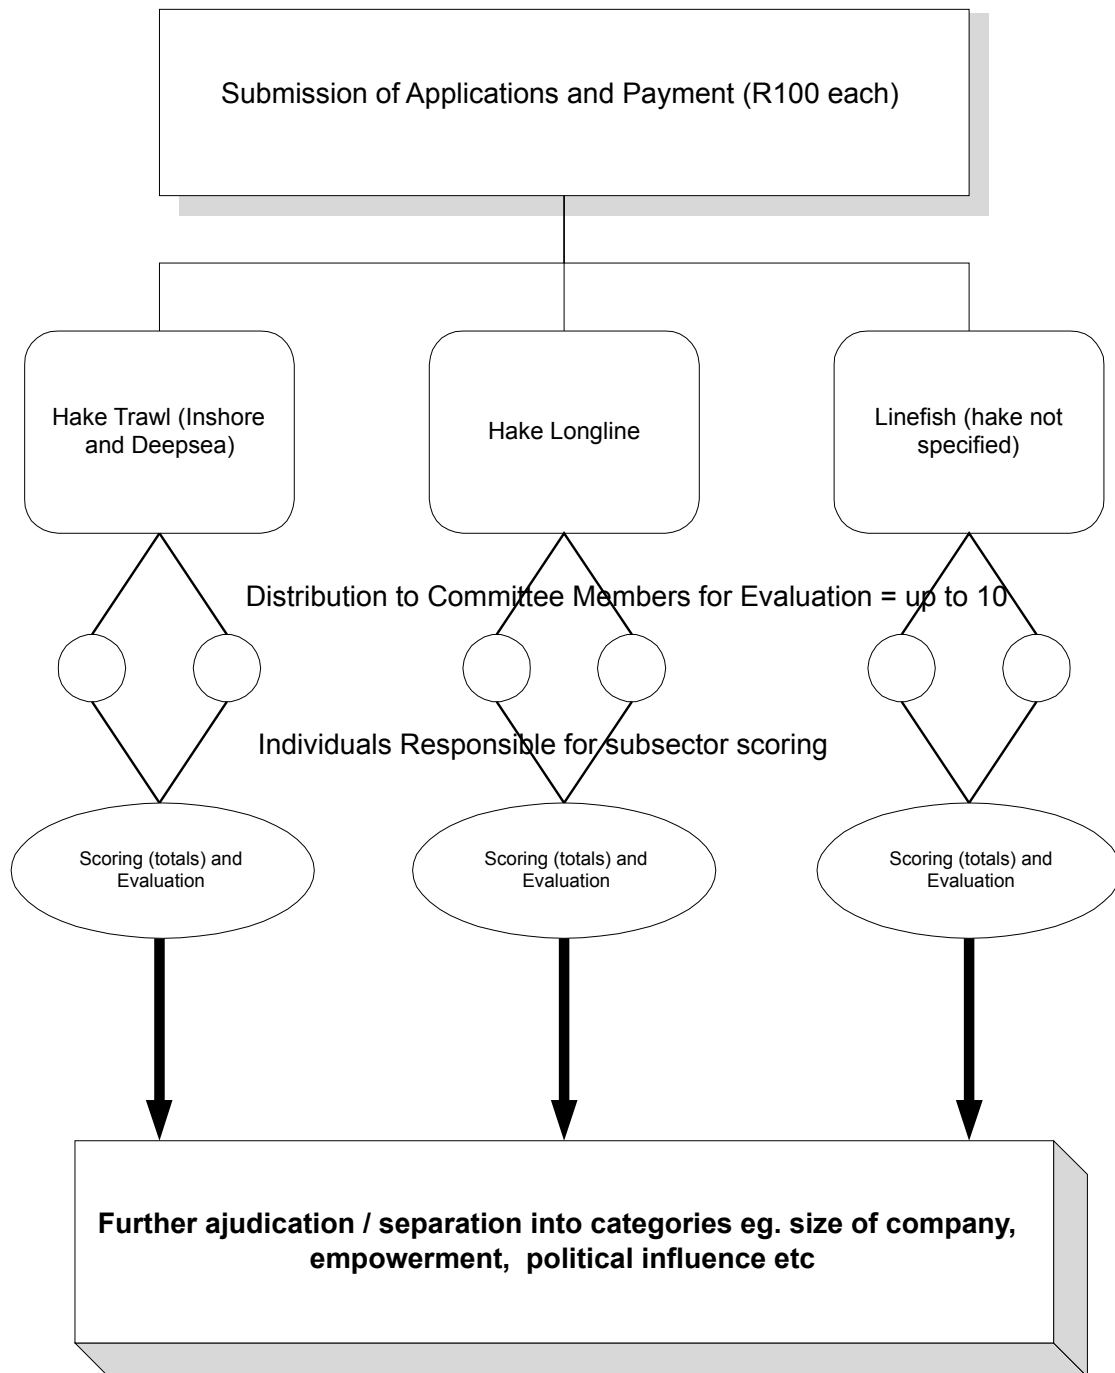 Submission of Applications and Payment (R100 each)
Hake Trawl (Inshore
and Deepsea)
Hake Longline
Linefish (hake not
specified)
Distribution to Committee Members for Evaluation = up to 10
Individuals Responsible for subsector scoring
Scoring (totals) and
Evaluation
Scoring (totals) and
Evaluation
Scoring (totals) and
Evaluation
Further ajudication / separation into categories eg. size of company,
empowerment, political influence etc